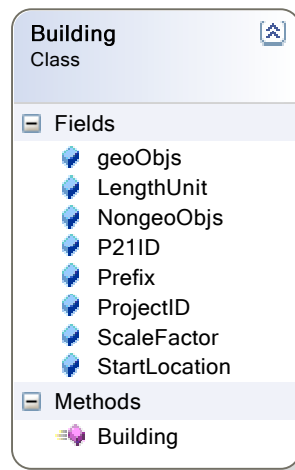 Building
Class
Fields
geoObjs
LengthUnit
NongeoObjs
P21ID
Prefix
ProjectID
ScaleFactor
StartLocation
Methods
Building